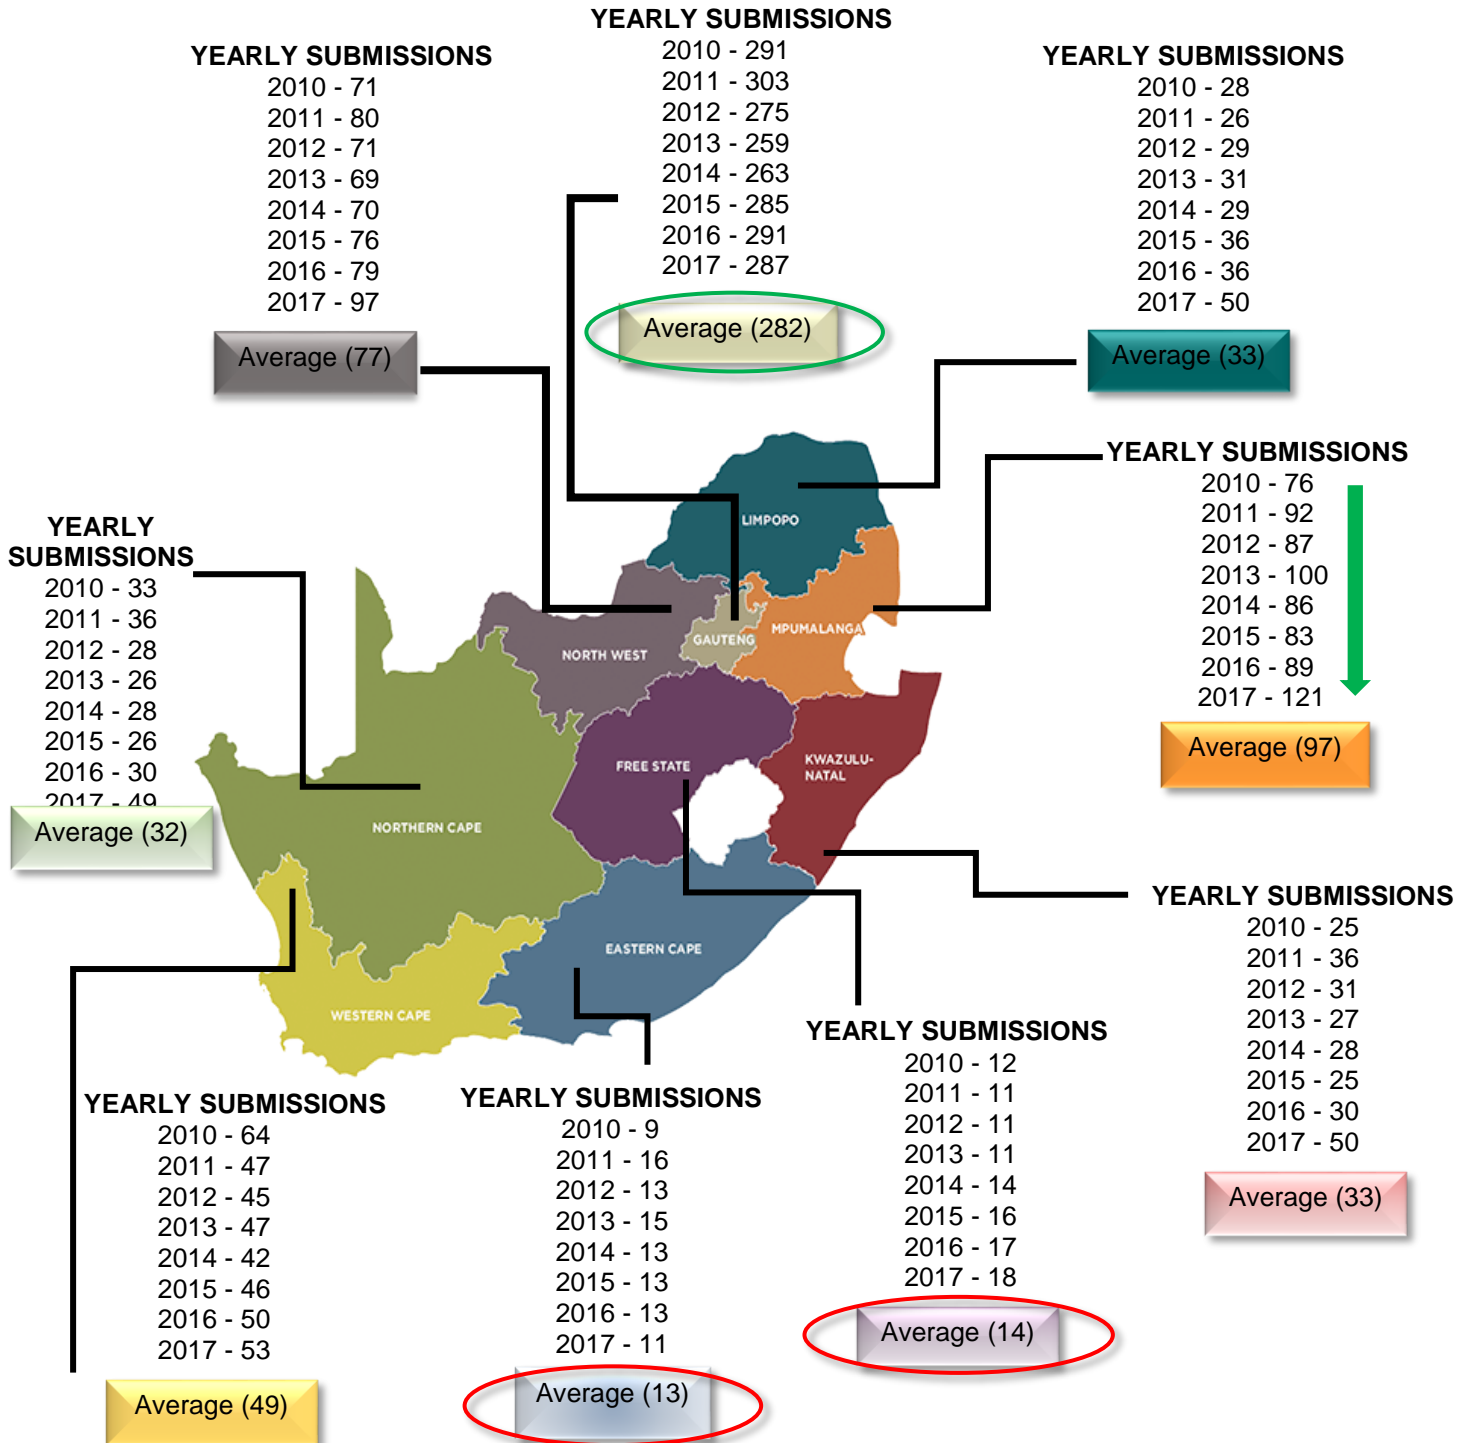 YEARLY SUBMISSIONS
2010 - 71
2011 - 80
2012 - 71
2013 - 69
2014 - 70
2015 - 76
2016 - 79
2017 - 97
Average (77)
YEARLY SUBMISSIONS
2010 - 291
2011 - 303
2012 - 275
2013 - 259
2014 - 263
2015 - 285
2016 - 291
2017 - 287
Average (282)
YEARLY SUBMISSIONS
2010 - 28
2011 - 26
2012 - 29
2013 - 31
2014 - 29
2015 - 36
2016 - 36
2017 - 50
Average (33)
YEARLY SUBMISSIONS
2010 - 76
2011 - 92
2012 - 87
2013 - 100
2014 - 86
2015 - 83
2016 - 89
2017 - 121
Average (97)
YEARLY
SUBMISSIONS
2010 - 33
2011 - 36
2012 - 28
2013 - 26
2014 - 28
2015 - 26
2016 - 30
2017 - 49
Average (32)
LIMPOPO
MPUMALANGA
GAUTENG
NORTH WEST
FREE STATE
KWAZULU-
NATAL
NORTHERN CAPE
EASTERN CAPE
WESTERN CAPE
YEARLY SUBMISSIONS
2010 - 25
2011 - 36
2012 - 31
2013 - 27
2014 - 28
2015 - 25
2016 - 30
2017 - 50
Average (33)
YEARLY SUBMISSIONS
2010 - 12
2011 - 11
2012 - 11
2013 - 11
2014 - 14
2015 - 16
2016 - 17
2017 - 18
Average (14)
YEARLY SUBMISSIONS
2010 - 9
2011 - 16
2012 - 13
2013 - 15
2014 - 13
2015 - 13
2016 - 13
2017 - 11
Average (13)
YEARLY SUBMISSIONS
2010 - 64
2011 - 47
2012 - 45
2013 - 47
2014 - 42
2015 - 46
2016 - 50
2017 - 53
Average (49)